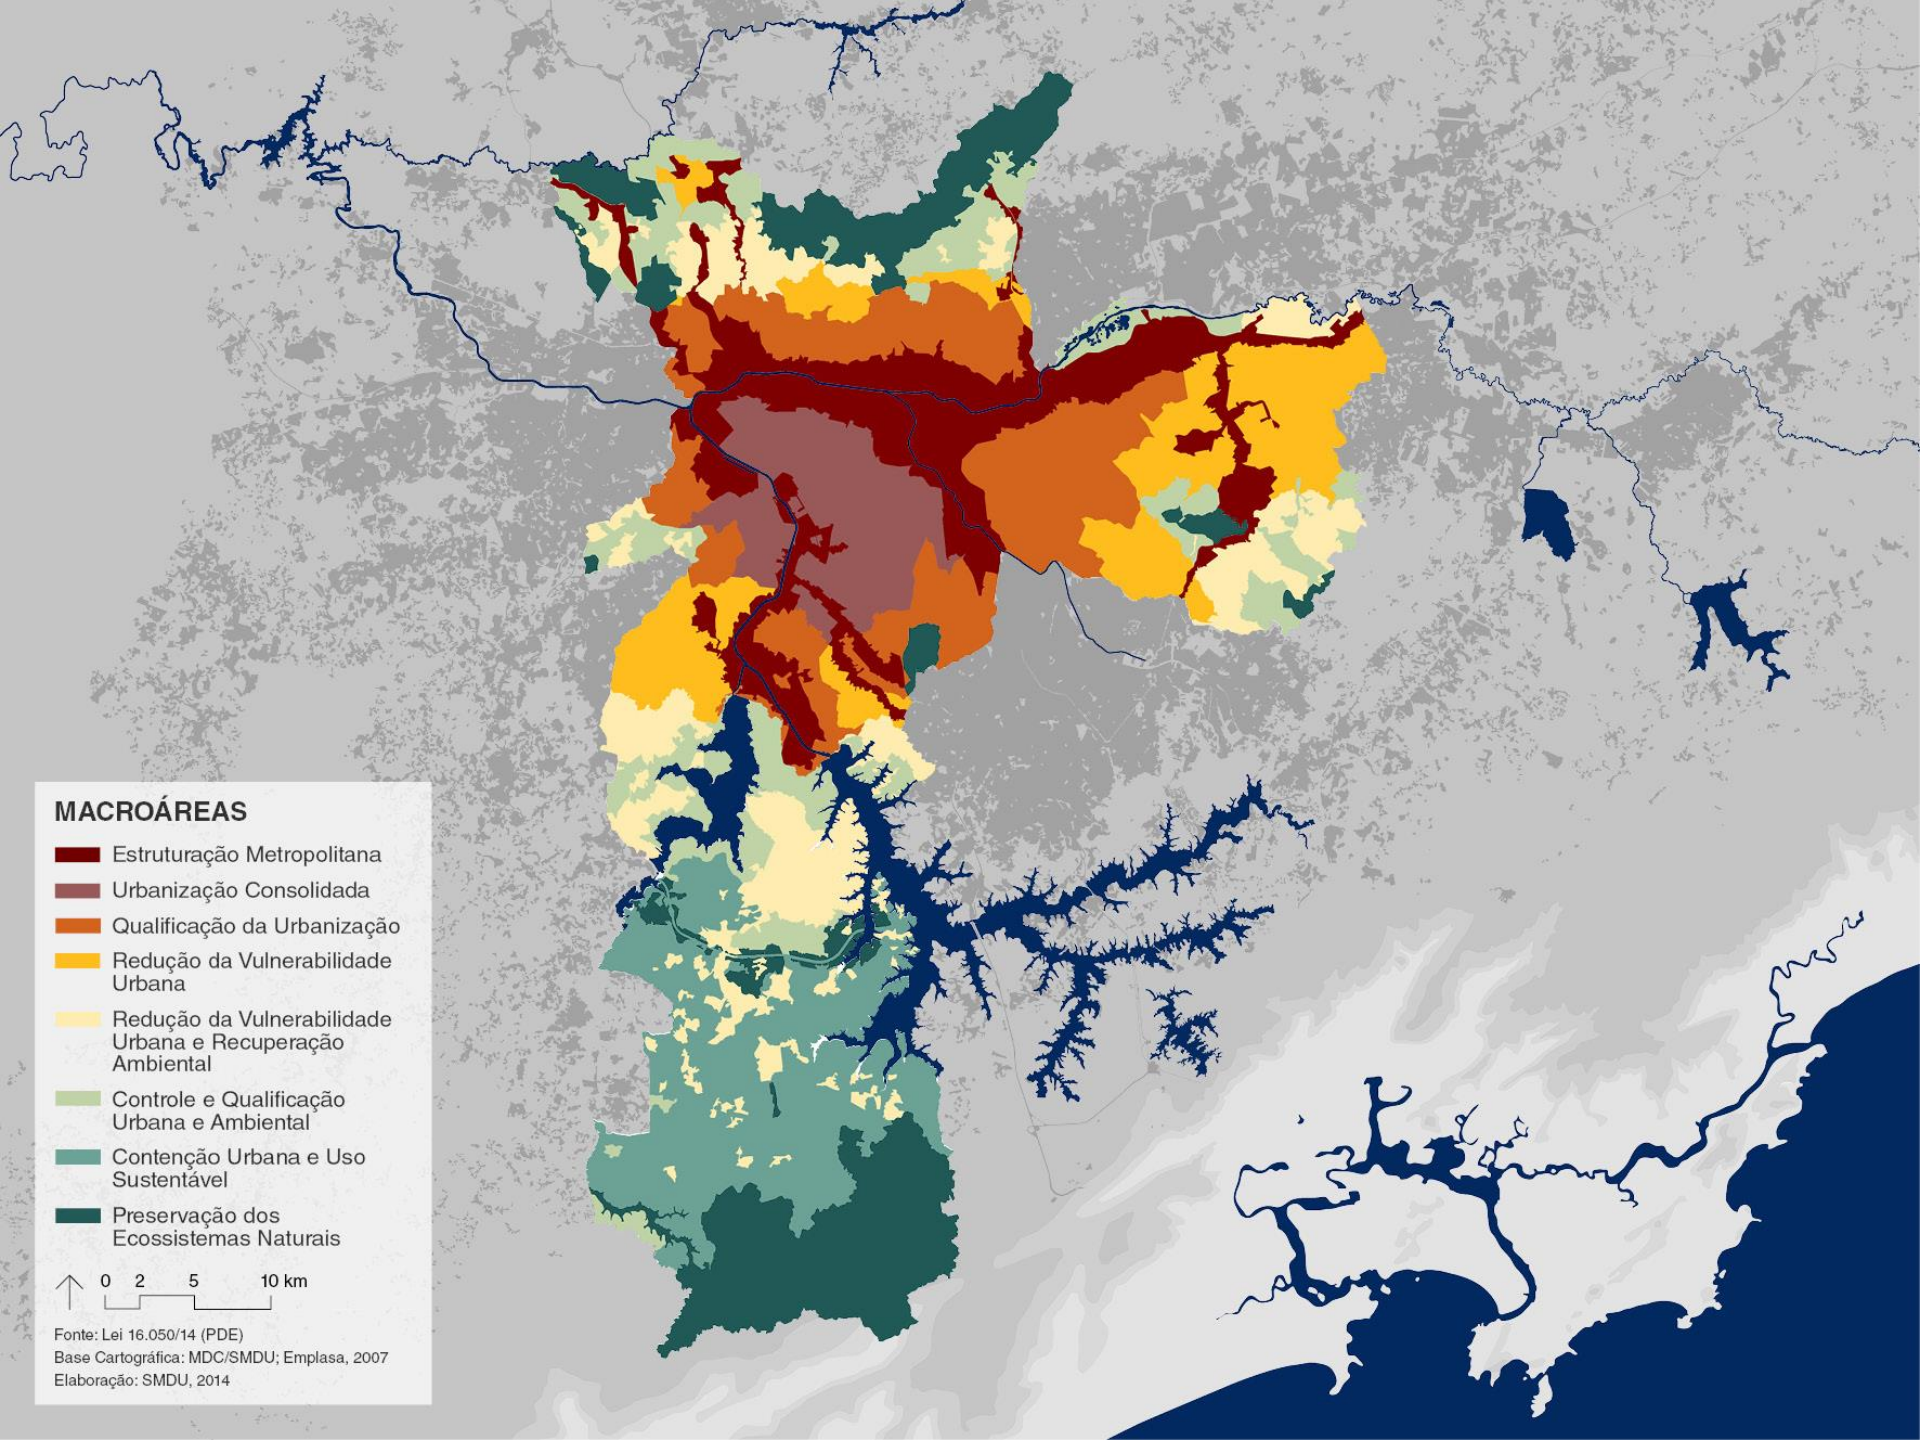 MACROÁREAS
Estruturação Metropolitana
Urbanização Consolidada
Qualificação da Urbanização
Redução da Vulnerabilidade
Urbana
Redução da Vulnerabilidade
Urbana e Recuperação
Ambiental
Controle e Qualificação
Urbana e Ambiental
Contenção Urbana e Uso
Sustentável
Preservação dos
Ecossistemas Naturais
0 2 5 10 km
Fonte: Lei 16.050/14 (PDE)
Base Cartográfica: MDC/SMDU; Emplasa, 2007
Elaboração: SMDU, 2014